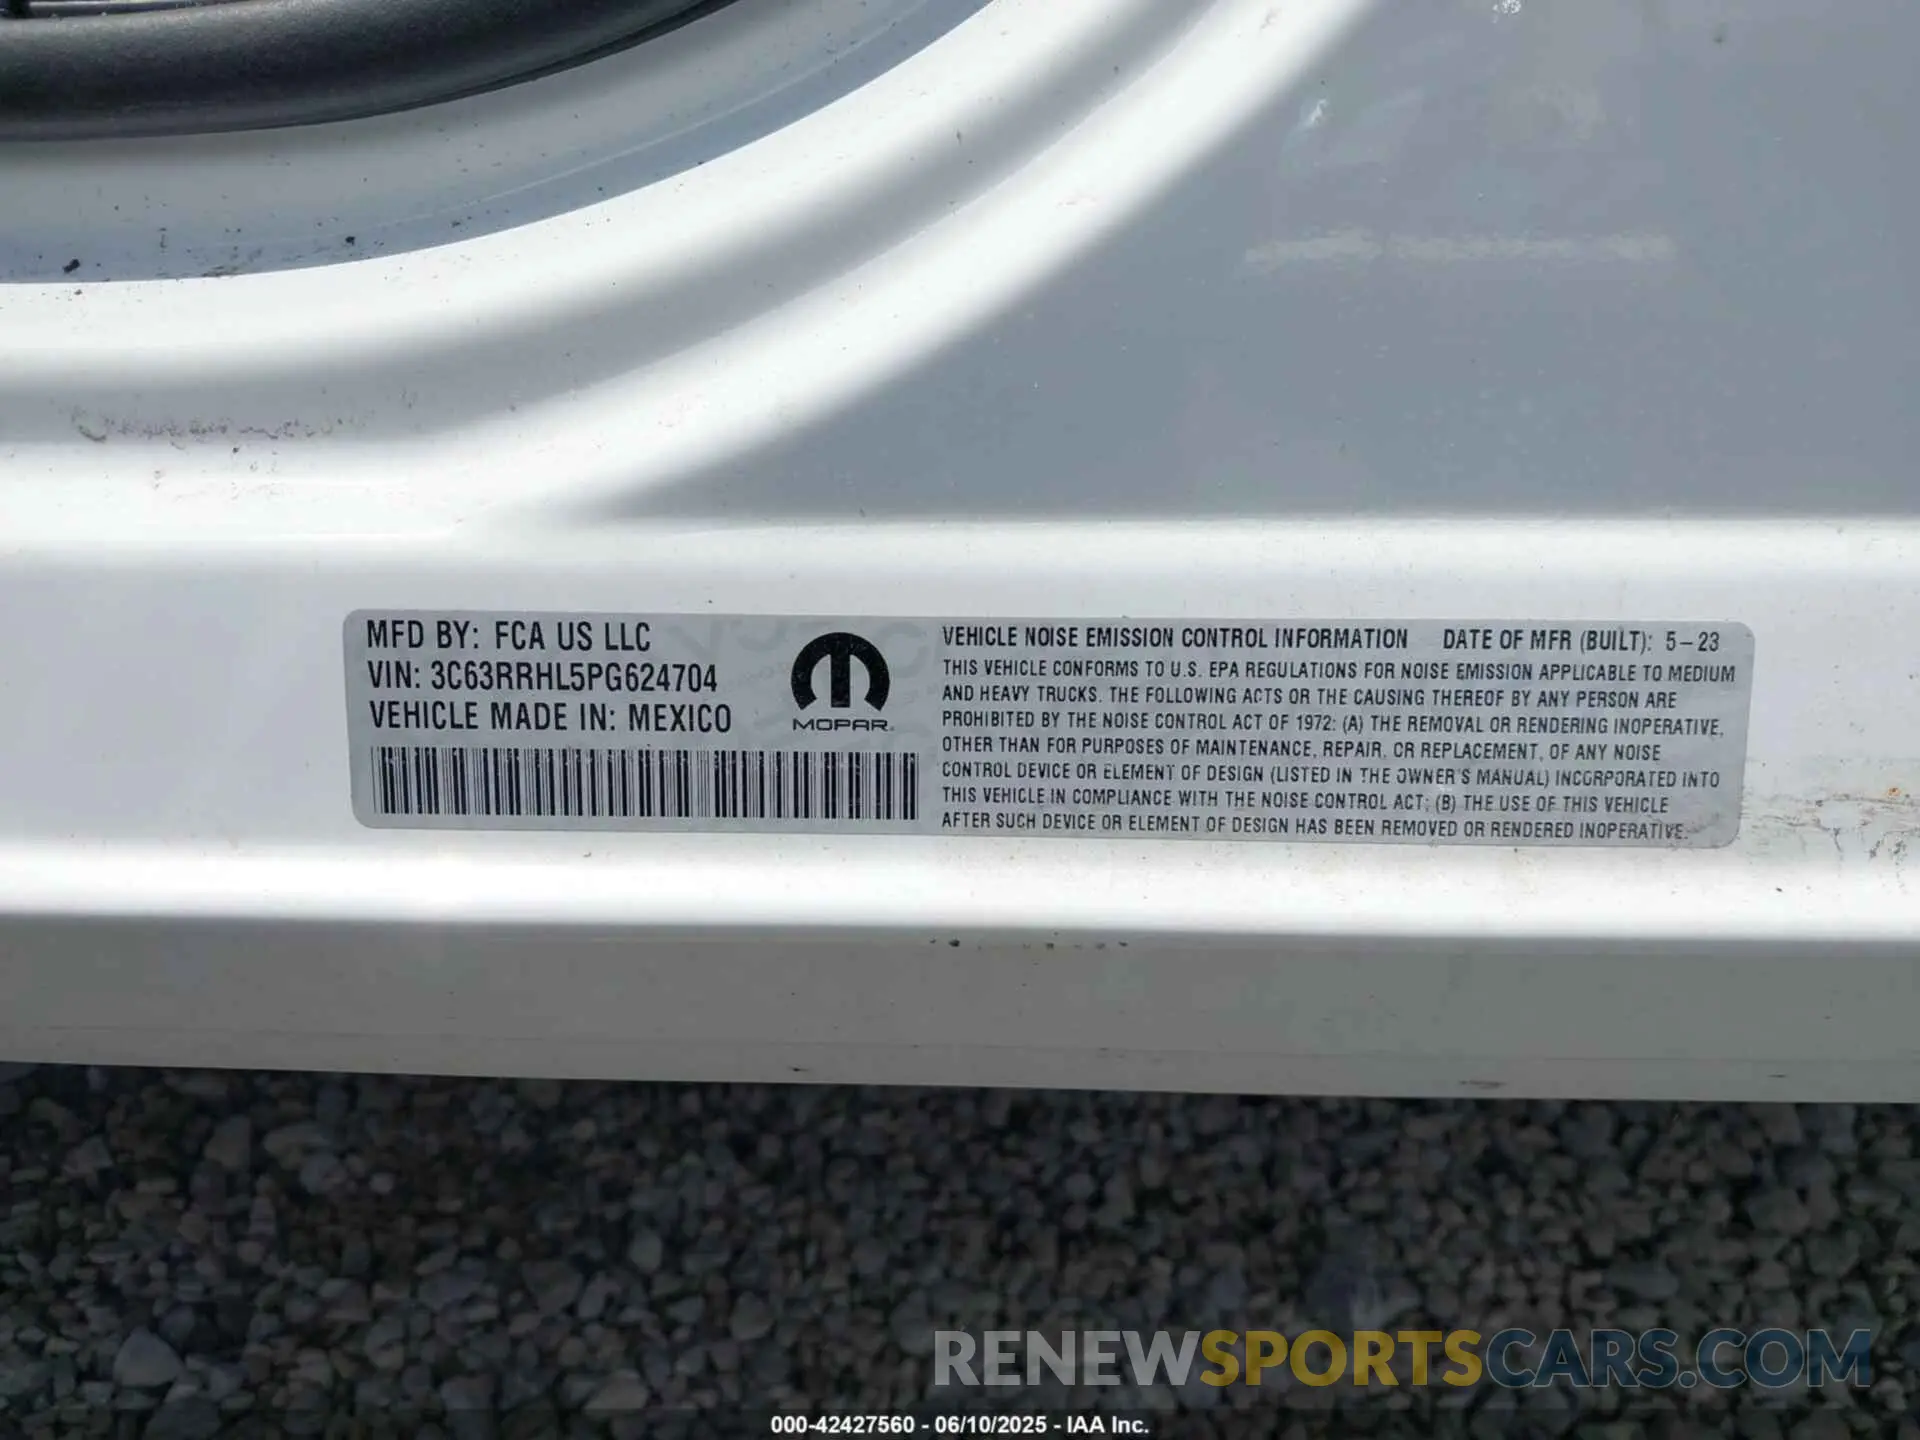 MFD BY: FCA US LLC
VIN: 3C63RRHL5PG624704
VEHICLE MADE IN: MEXICO
MOPAR
VEHICLE NOISE EMISSION CONTROL INFORMATION DATE OF MFR (BUILT): 5-23
THIS VEHICLE CONFORMS TO U.S. EPA REGULATIONS FOR NOISE EMISSION APPLICABLE TO MEDIUM
AND HEAVY TRUCKS. THE FOLLOWING ACTS OR THE CAUSING THEREOF BY ANY PERSON ARE
PROHIBITED BY THE NOISE CONTROL ACT OF 1972: (A) THE REMOVAL OR RENDERING INOPERATIVE,
OTHER THAN FOR PURPOSES OF MAINTENANCE, REPAIR, OR REPLACEMENT, OF ANY NOISE
CONTROL DEVICE OR ELEMENT OF DESIGN (LISTED IN THE OWNER'S MANUAL) INCORPORATED INTO
THIS VEHICLE IN COMPLIANCE WITH THE NOISE CONTROL ACT; (B) THE USE OF THIS VEHICLE
AFTER SUCH DEVICE OR ELEMENT OF DESIGN HAS BEEN REMOVED OR RENDERED INOPERATIVE.
RENEWSPORTSCARS.COM
000-42427560 - 06/10/2025 - IAA Inc.